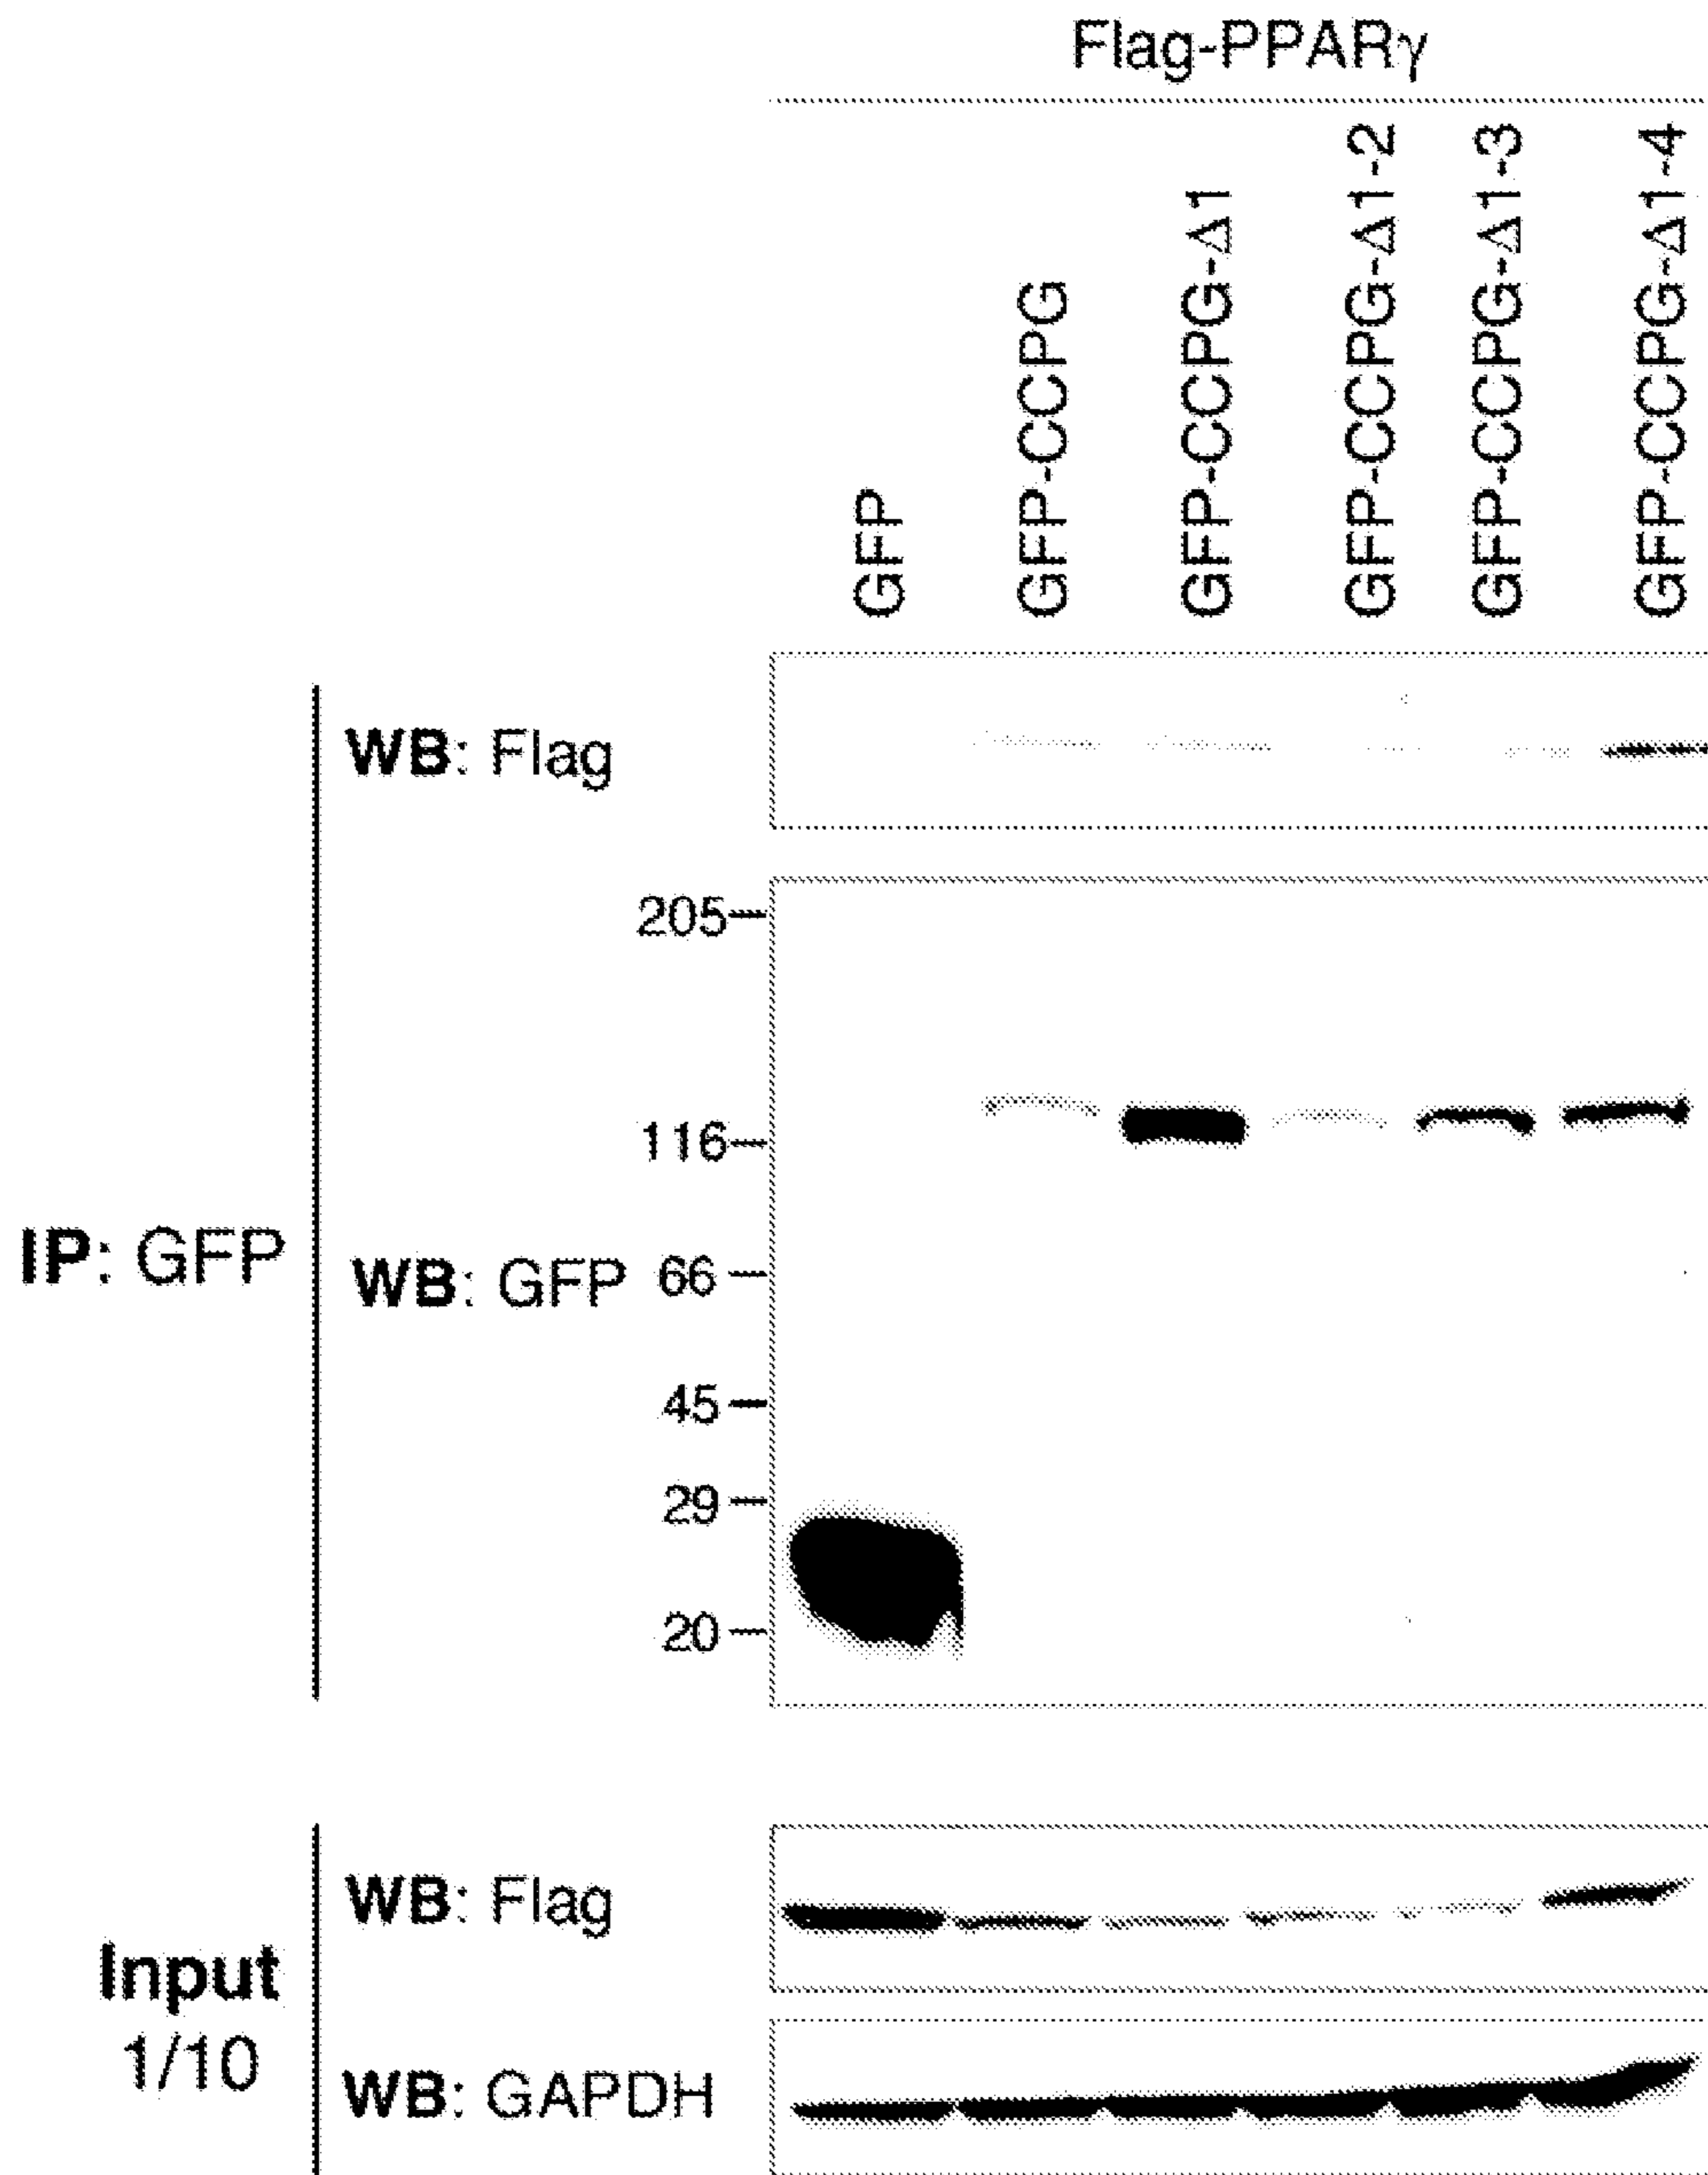 Flag-PPARγ
GFP
GFP-CCPG
GFP-CCPG-Δ1
GFP-CCPG-Δ1-2
GFP-CCPG-Δ1-3
GFP-CCPG-Δ1-4
IP: GFP
WB: Flag
WB: GFP
205
116
66
45
29
20
Input
1/10
WB: Flag
WB: GAPDH